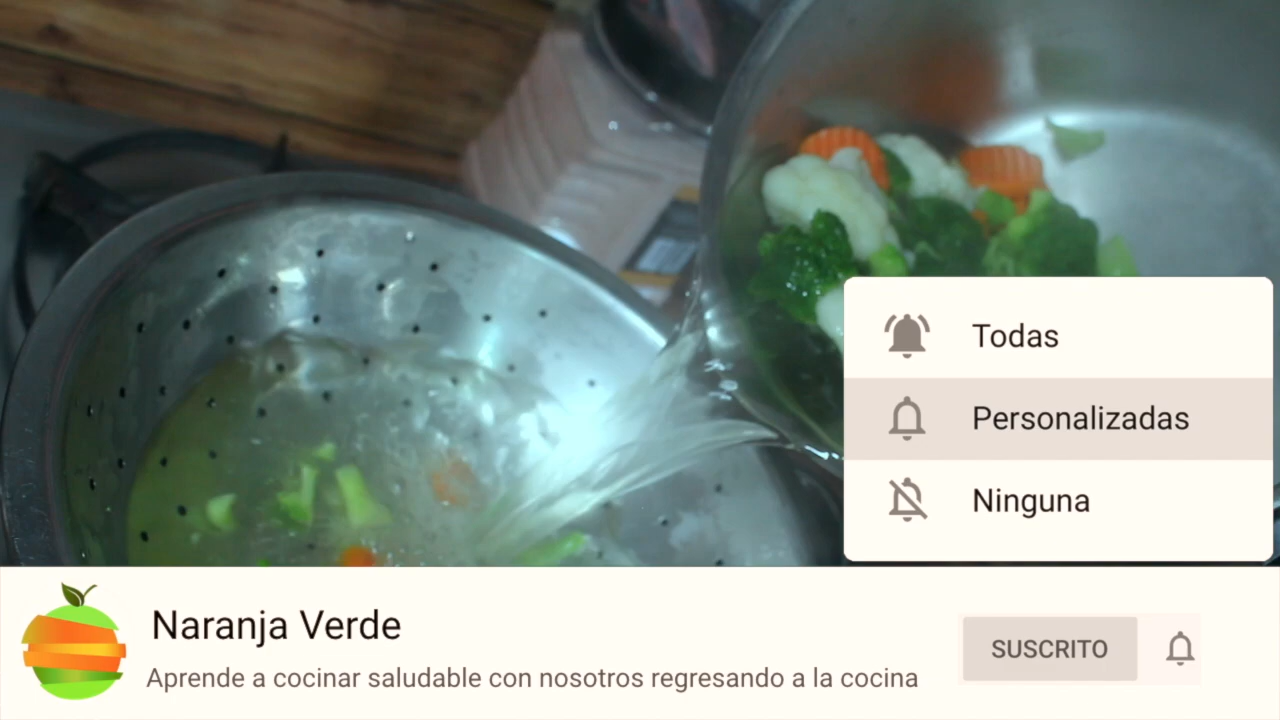 Todas
Personalizadas
Ninguna
Naranja Verde
SUSCRITO
Aprende a cocinar saludable con nosotros regresando a la cocina